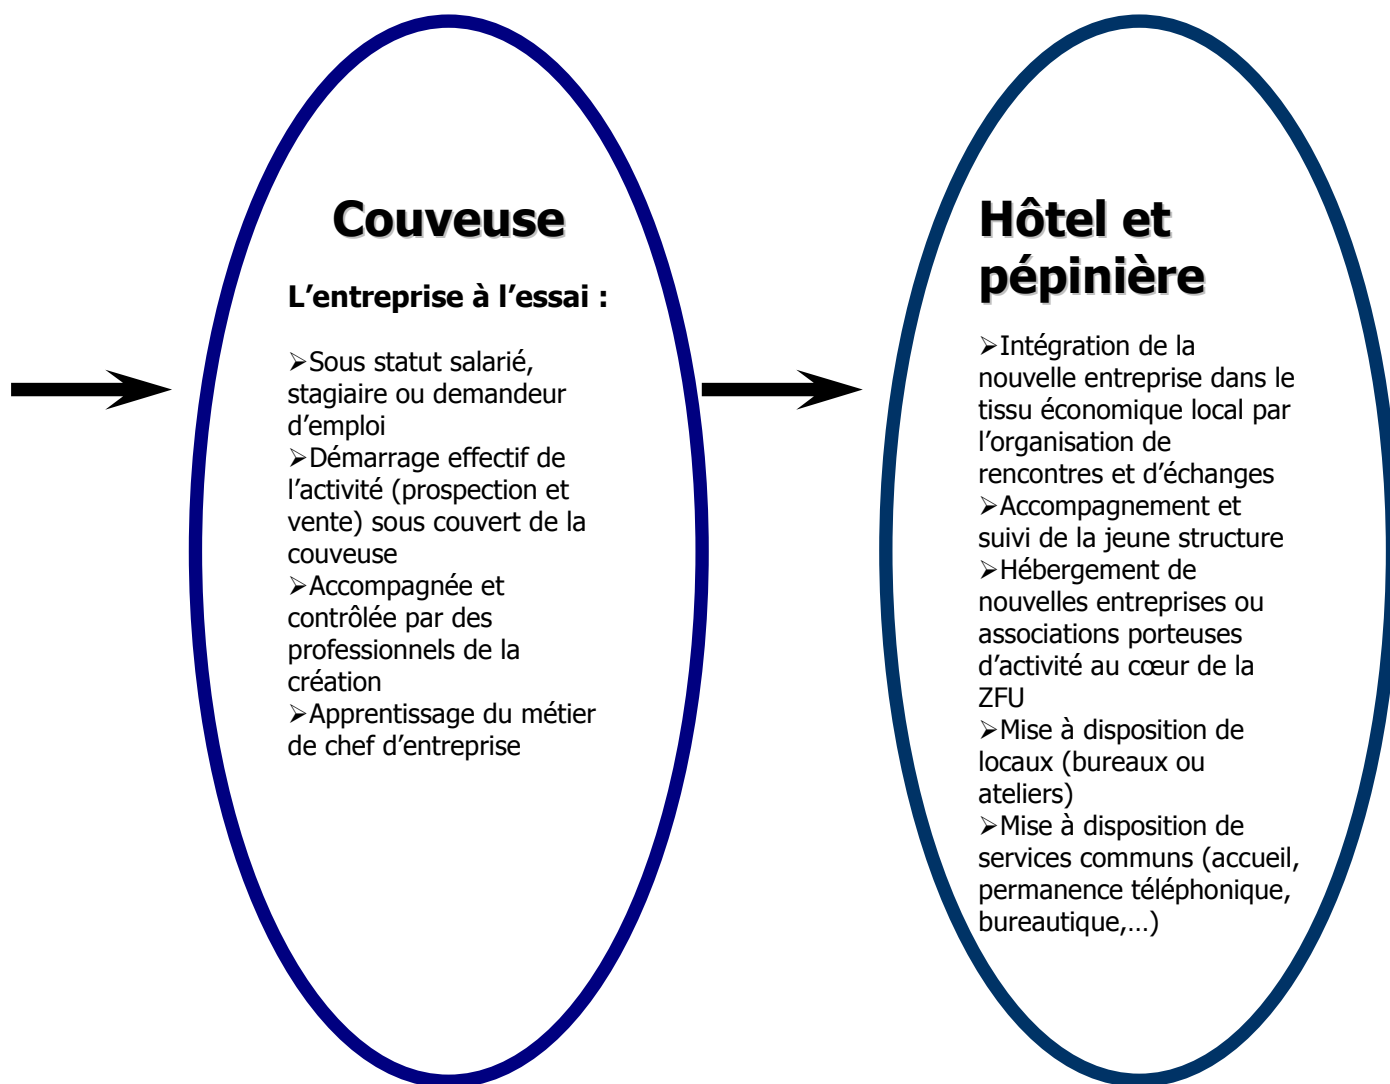 Couveuse
L’entreprise à l’essai :
➢Sous statut salarié,
stagiaire ou demandeur
d’emploi
➢Démarrage effectif de
l’activité (prospection et
vente) sous couvert de la
couveuse
➢Accompagnée et
contrôlée par des
professionnels de la
création
➢Apprentissage du métier
de chef d’entreprise
Hôtel et
pépinière
➢Intégration de la
nouvelle entreprise dans le
tissu économique local par
l’organisation de
rencontres et d’échanges
➢Accompagnement et
suivi de la jeune structure
➢Hébergement de
nouvelles entreprises ou
associations porteuses
d’activité au cœur de la
ZFU
➢Mise à disposition de
locaux (bureaux ou
ateliers)
➢Mise à disposition de
services communs (accueil,
permanence téléphonique,
bureautique,…)